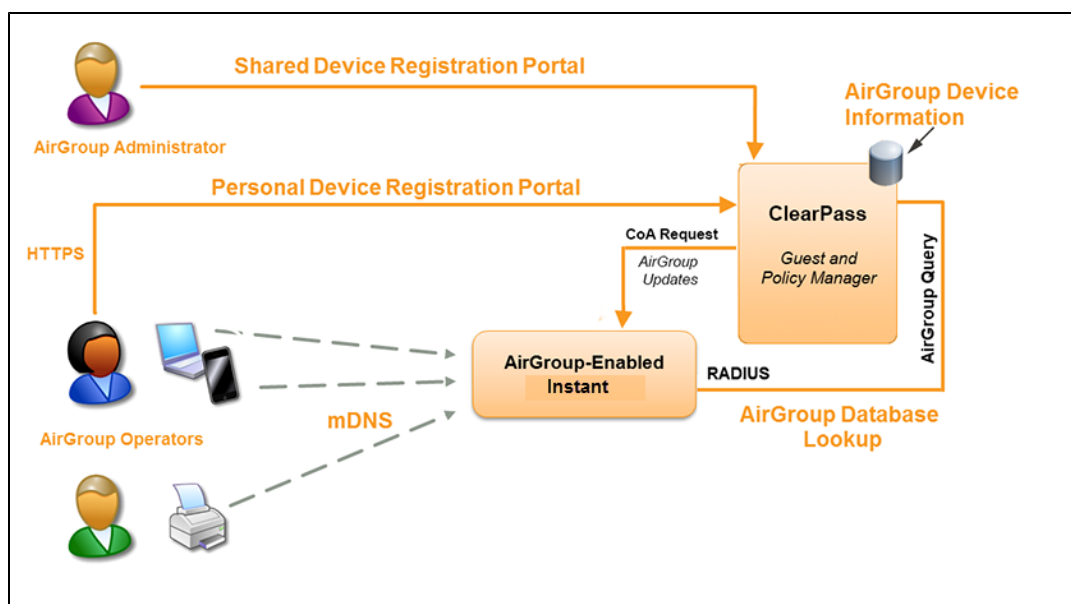 Shared Device Registration Portal
AirGroup Device
Information
AirGroup Administrator
Personal Device Registration Portal
ClearPass
Guest and
Policy Manager
CoA Request
AirGroup
Updates
HTTPS
AirGroup Query
AirGroup-Enabled
Instant
RADIUS
mDNS
AirGroup Database
Lookup
AirGroup Operators